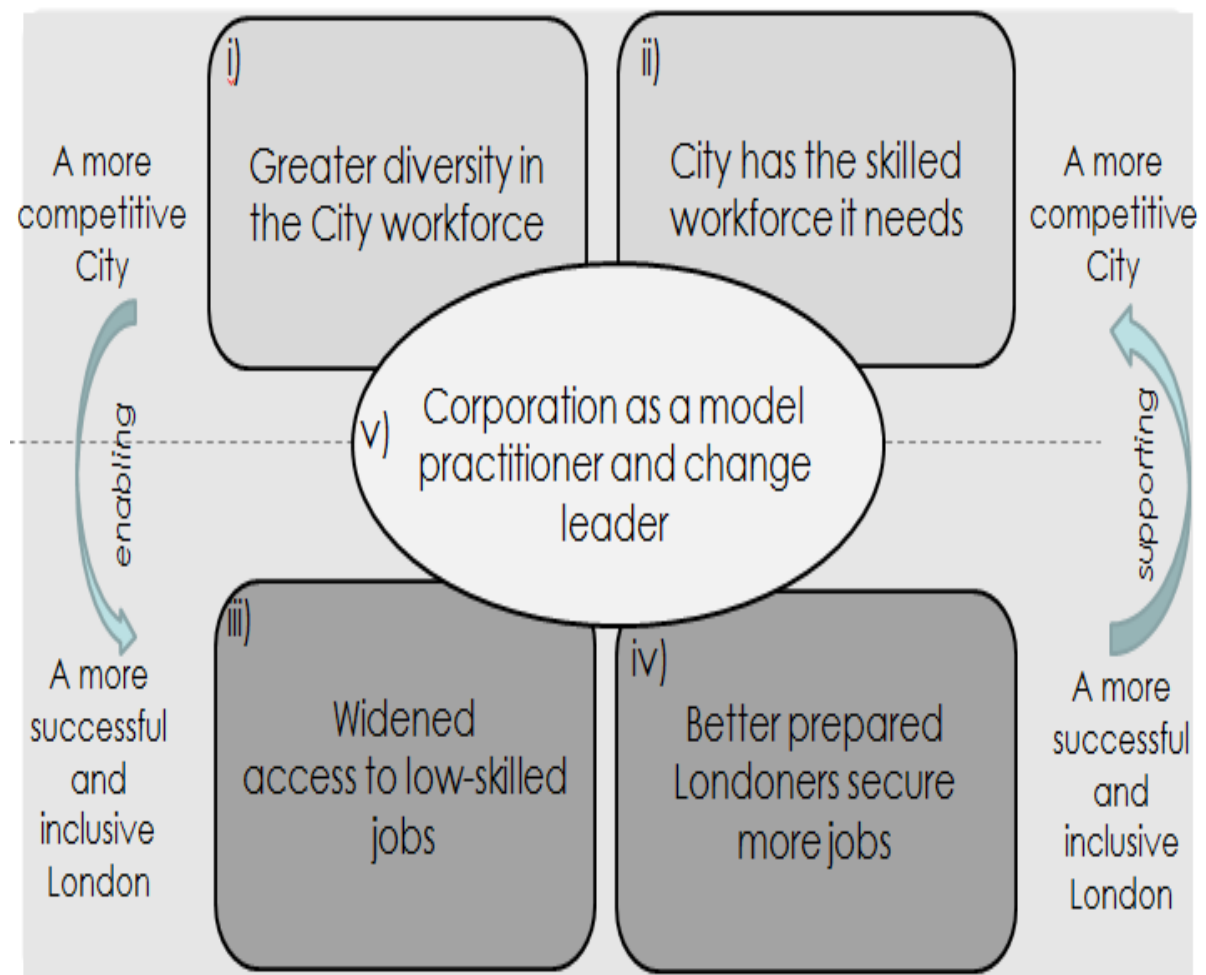 i)
Greater diversity in
the City workforce
ii)
City has the skilled
workforce it needs
A more
competitive
City
A more
competitive
City
enabling
v)
Corporation as a model
practitioner and change
leader
supporting
iii)
Widened
access to low-skilled
jobs
iv)
Better prepared
Londoners secure
more jobs
A more
successful
and
inclusive
London
A more
successful
and
inclusive
London